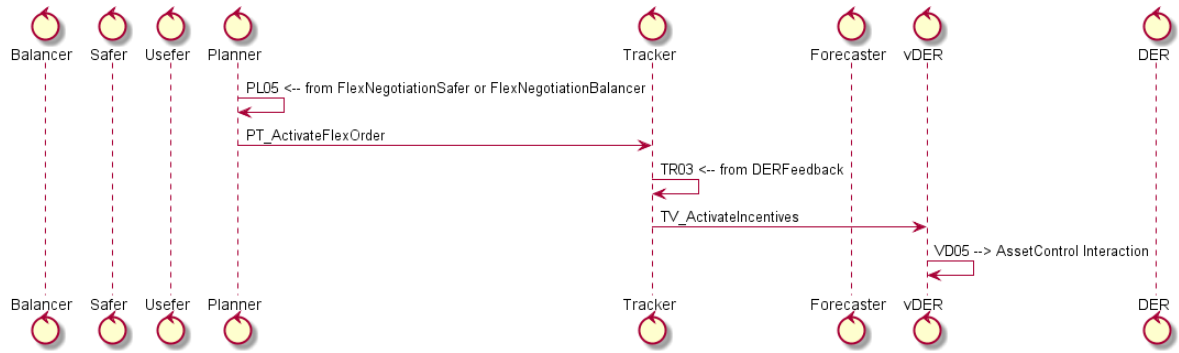 Balancer Safer Usefer Planner Tracker Forecaster vDER DER
PL05 <-- from FlexNegotiationSafer or FlexNegotiationBalancer
PT_ActivateFlexOrder
TR03 <-- from DERFeedback
TV_ActivateIncentives
VD05 --> AssetControl Interaction
Balancer Safer Usefer Planner Tracker Forecaster vDER DER